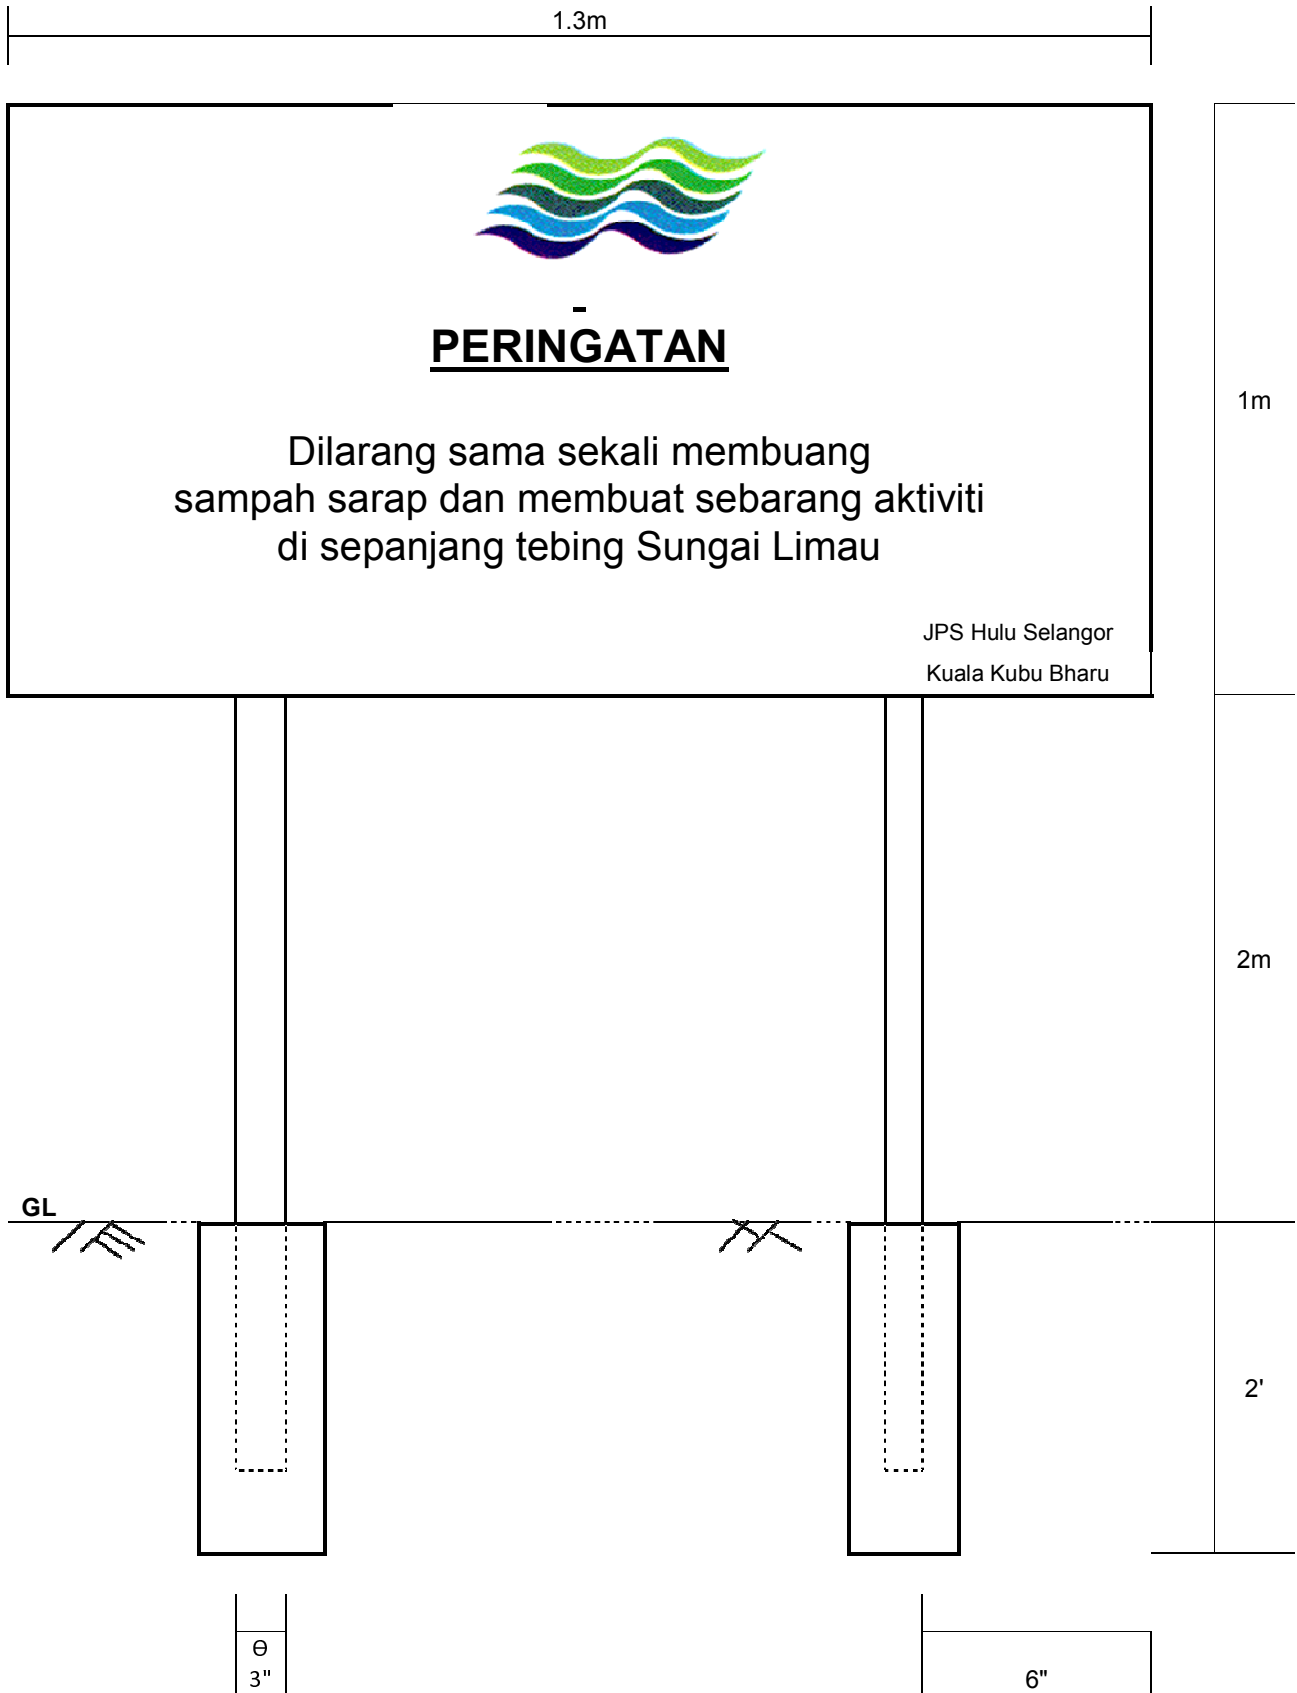 1.3m
PERINGATAN
Dilarang sama sekali membuang
sampah sarap dan membuat sebarang aktiviti
di sepanjang tebing Sungai Limau
JPS Hulu Selangor
Kuala Kubu Bharu
1m
2m
GL
2'
Ɵ
3"
6"